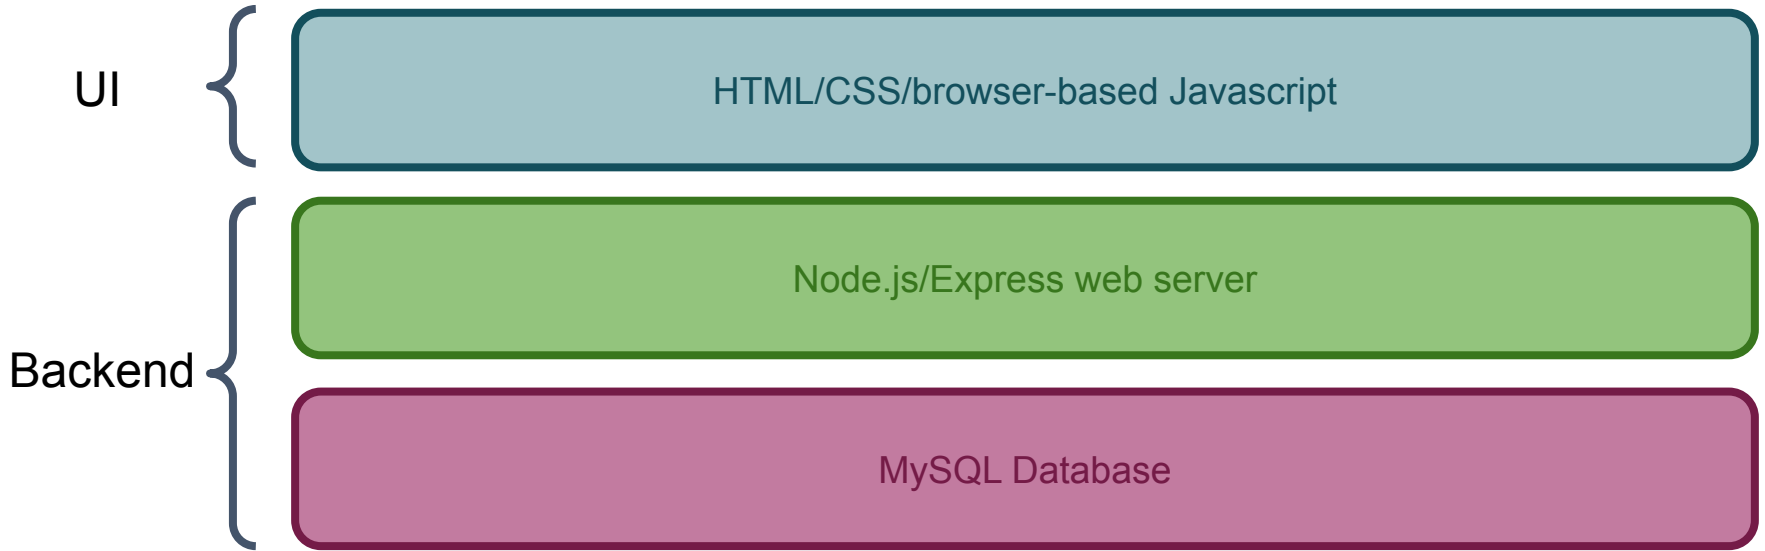 UI
HTML/CSS/browser-based Javascript
Node.js/Express web server
Backend
MySQL Database